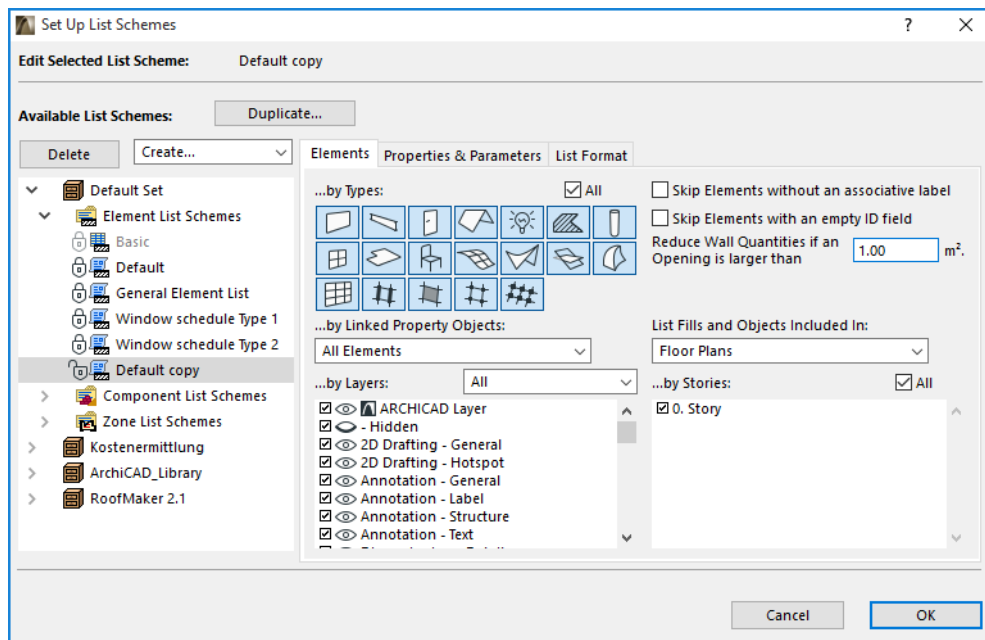 Set Up List Schemes
?
Edit Selected List Scheme: Default copy
Available List Schemes: Duplicate...
Delete Create...
Default Set
Element List Schemes
Basic
Default
General Element List
Window schedule Type 1
Window schedule Type 2
Default copy
Component List Schemes
Zone List Schemes
Kostenermittlung
ArchiCAD_Library
RoofMaker 2.1
Elements Properties & Parameters List Format
...by Types: All
Skip Elements without an associative label
Skip Elements with an empty ID field
Reduce Wall Quantities if an
Opening is larger than 1.00 m².
...by Linked Property Objects:
All Elements
List Fills and Objects Included In:
Floor Plans
...by Layers: All
ARCHICAD Layer
- Hidden
2D Drafting - General
2D Drafting - Hotspot
Annotation - General
Annotation - Label
Annotation - Structure
Annotation - Text
...by Stories: All
0. Story
Cancel OK